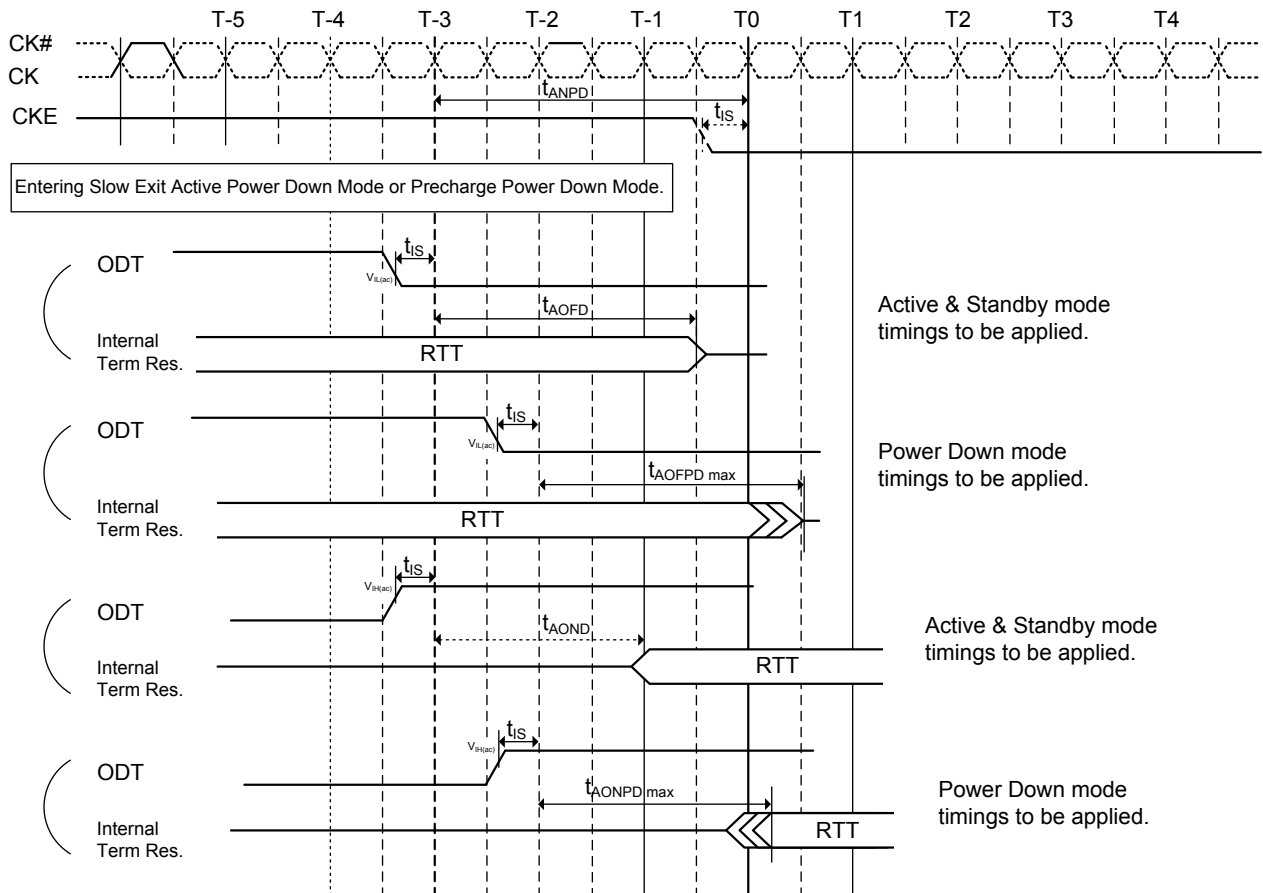 T-5 T-4 T-3 T-2 T-1 T0 T1 T2 T3 T4
CK#
CK
tANPD
CKE
tIS
Entering Slow Exit Active Power Down Mode or Precharge Power Down Mode.
ODT
tIS
VIL(ac)
tAOFD
Active & Standby mode
timings to be applied.
Internal
Term Res.
RTT
ODT
tIS
VIL(ac)
Power Down mode
timings to be applied.
tAOFPD max
Internal
Term Res.
RTT
tIS
VIH(ac)
ODT
tAOND
Active & Standby mode
timings to be applied.
Internal
Term Res.
RTT
tIS
VIH(ac)
ODT
tAONPD max
Power Down mode
timings to be applied.
Internal
Term Res.
RTT